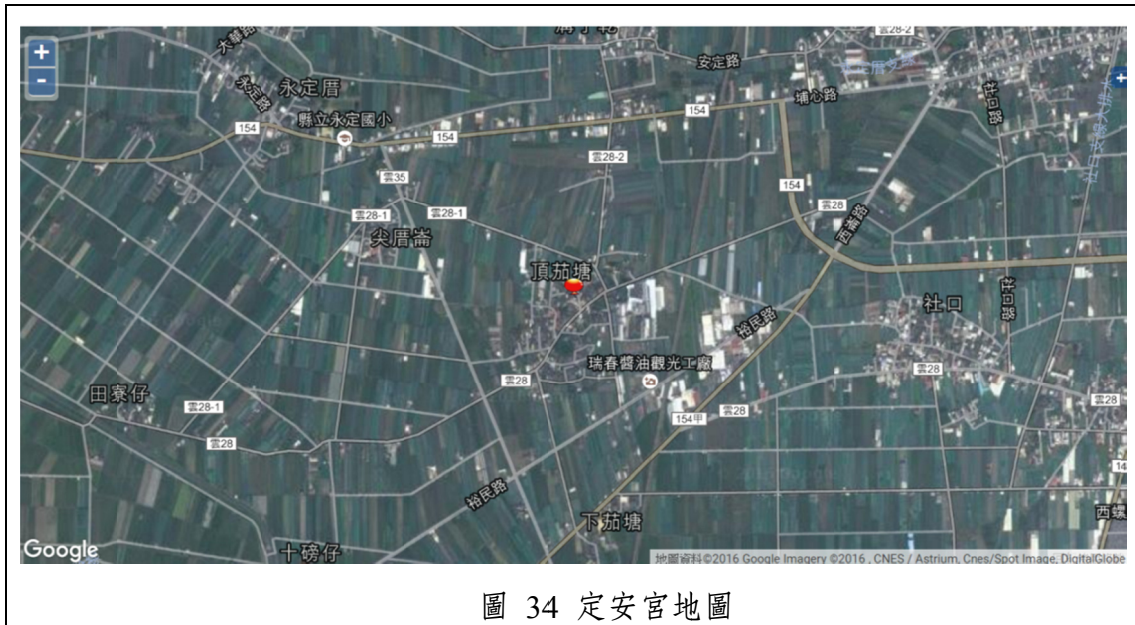 +
-
大華路
永定路
永定厝
縣立永定國小
154
154
154
安定路
埔心路
雲28-2
社口路
+
雲28-2
雲35
雲28-1
雲28-1
尖厝崙
154
雲28
西崙路
頂茄塘
社口
社口路
裕民路
瑞春醬油觀光工廠
雲28
雲28
雲28
田寮仔
雲28-1
雲28
154甲
雲28
裕民路
下茄塘
十磅仔
西螺
Google
地圖資料©2016 Google Imagery ©2016 , CNES / Astrium, Cnes/Spot Image, DigitalGlobe
圖 34 定安宮地圖